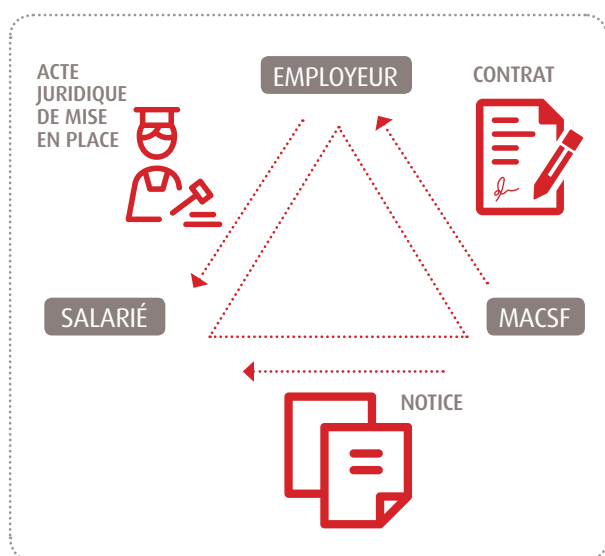 ACTE
JURIDIQUE
DE MISE
EN PLACE
EMPLOYEUR
CONTRAT
SALARIÉ
MACSF
NOTICE